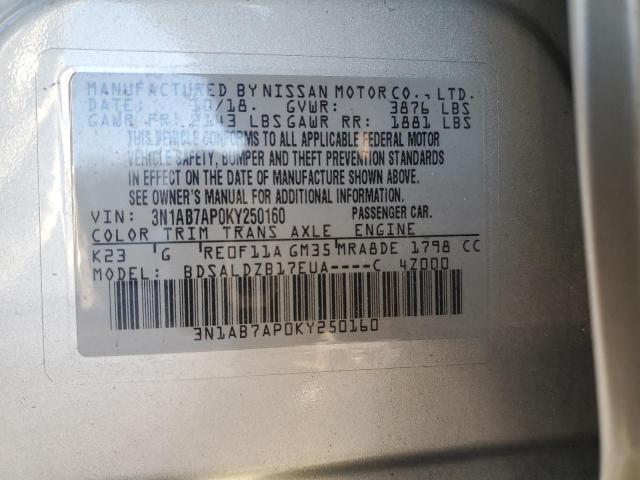 MANUFACTURED BY NISSAN MOTOR CO., LTD.
DATE: 10/18. GVWR: 3876 LBS
GAWR FR: 2143 LBS GAWR RR: 1881 LBS
THIS VEHICLE CONFORMS TO ALL APPLICABLE FEDERAL MOTOR
VEHICLE SAFETY, BUMPER AND THEFT PREVENTION STANDARDS
IN EFFECT ON THE DATE OF MANUFACTURE SHOWN ABOVE.
SEE OWNER'S MANUAL FOR ADDITIONAL INFORMATION.
VIN: 3N1AB7AP0KY250160 PASSENGER CAR.
COLOR TRIM TRANS AXLE ENGINE
K23 G RE0F11A GM35 MRA8DE 1798 CC
MODEL: BDSALDZB17EUA----C 4Z000
3N1AB7AP0KY250160